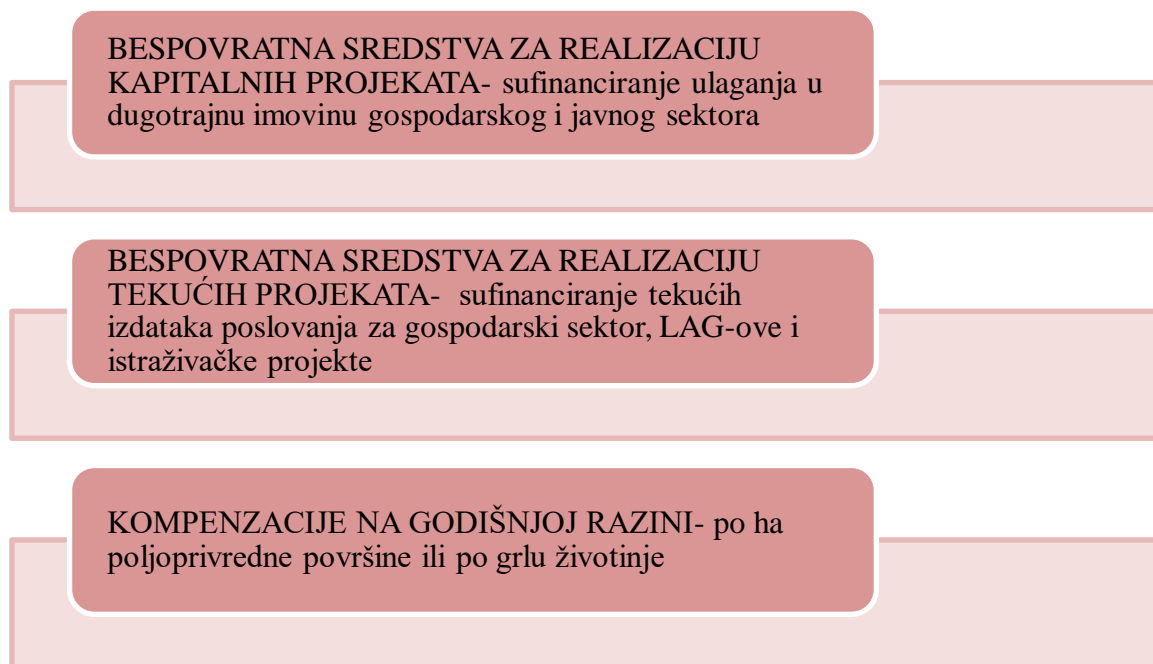 BESPOVRATNA SREDSTVA ZA REALIZACIJU
KAPITALNIH PROJEKATA- sufinanciranje ulaganja u
dugotrajnu imovinu gospodarskog i javnog sektora
BESPOVRATNA SREDSTVA ZA REALIZACIJU
TEKUĆIH PROJEKATA- sufinanciranje tekućih
izdataka poslovanja za gospodarski sektor, LAG-ove i
istraživačke projekte
KOMPENZACIJE NA GODIŠNJOJ RAZINI- po ha
poljoprivredne površine ili po grlu životinje